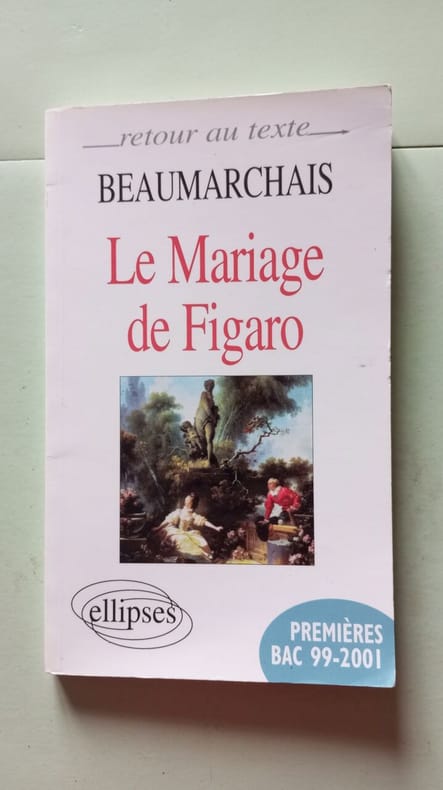 retour au texte
BEAUMARCHAIS
Le Mariage
de Figaro
ellipses
PREMIÈRES
BAC 99-2001